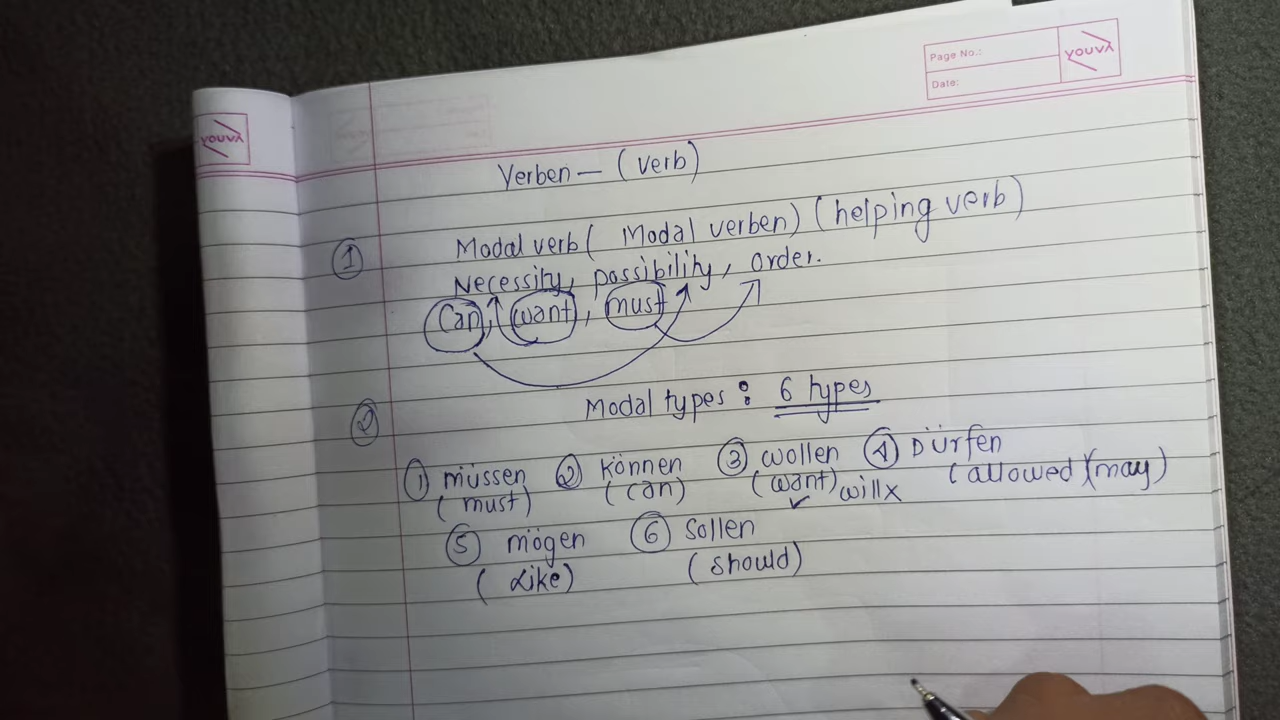 Page No.:
Date:
YOUVA
YOUVA
Verben — (verb)
① Modal verb ( Modal verben) (helping verb)
Necessity, possibility, order.
Can, want, must
② Modal types : 6 types
① müssen ② können ③ wollen ④ Dürfen
(must) (can) (want) will x (allowed)(may)
⑤ mögen ⑥ sollen
(Like) (should)